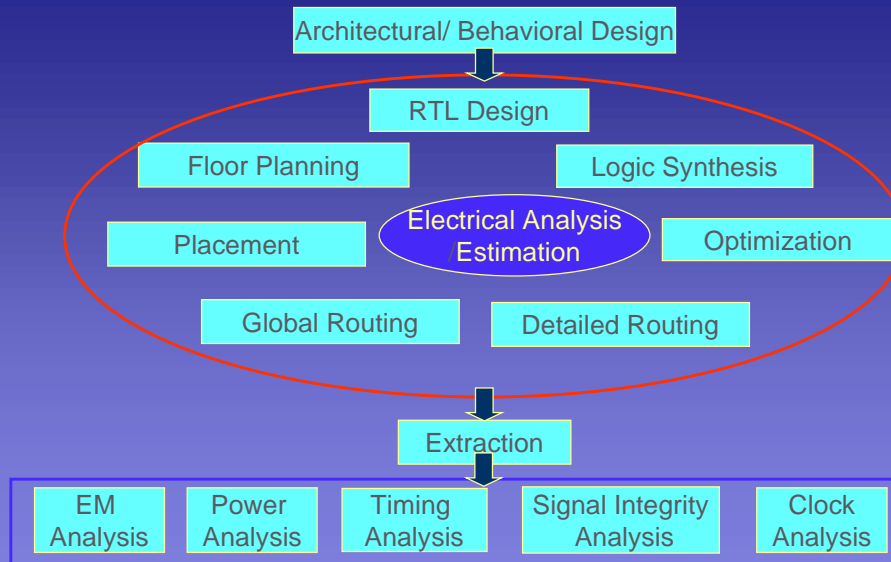 Architectural/ Behavioral Design
RTL Design
Floor Planning
Logic Synthesis
Electrical Analysis
/Estimation
Placement
Optimization
Global Routing
Detailed Routing
Extraction
EM
Analysis
Power
Analysis
Timing
Analysis
Signal Integrity
Analysis
Clock
Analysis